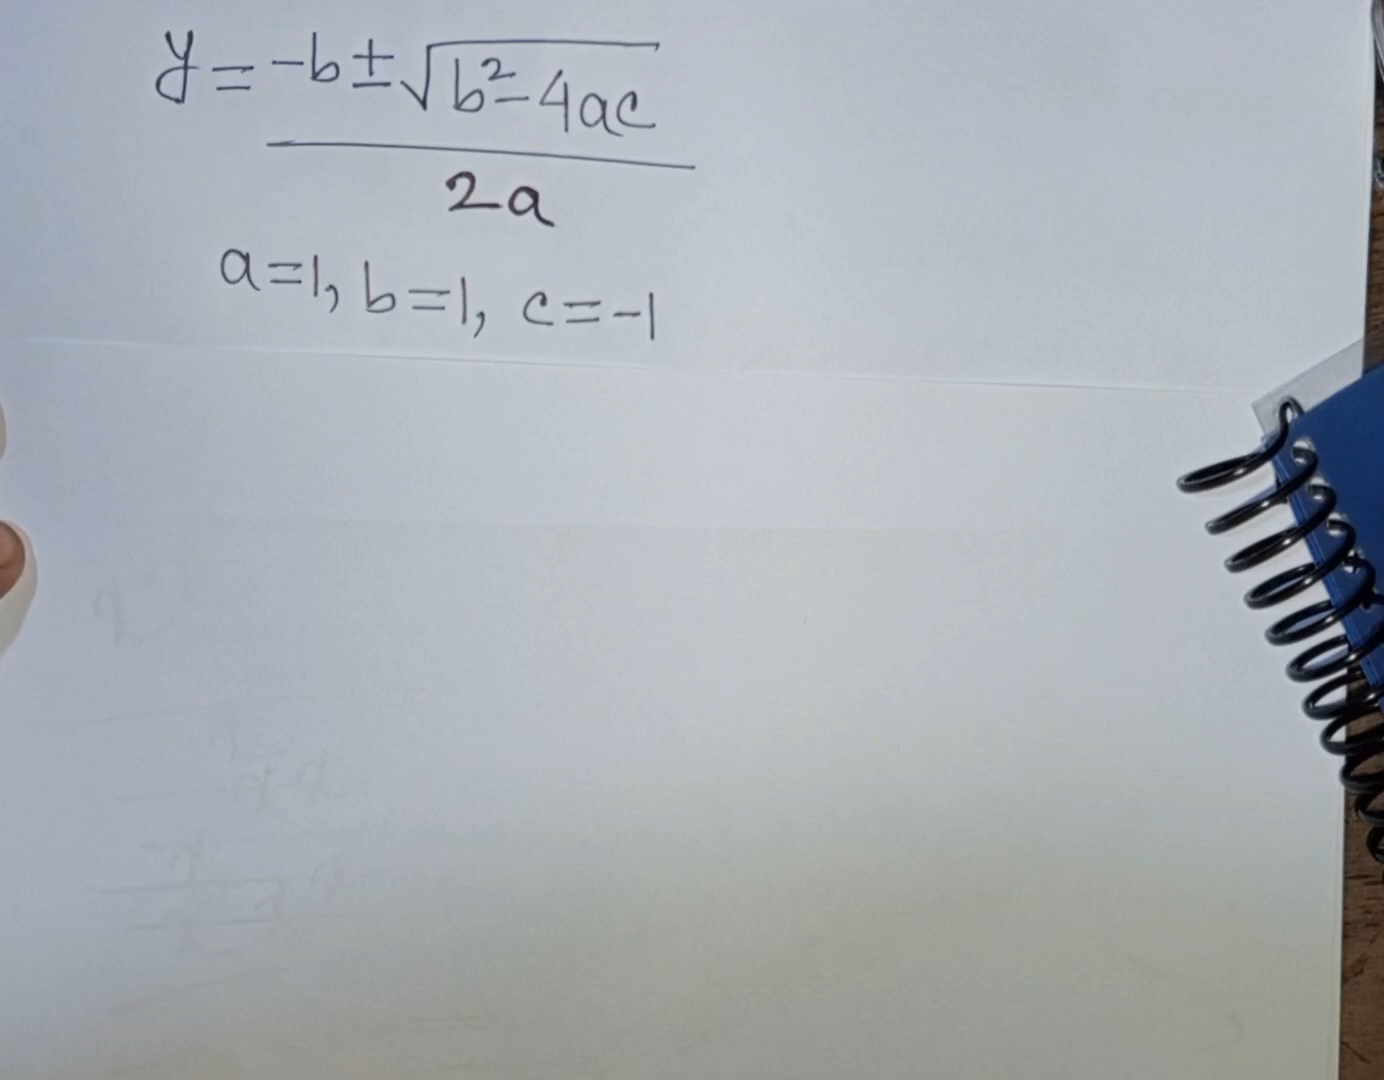 y = -b ± √b² - 4ac
2a
a = 1, b = 1, c = -1